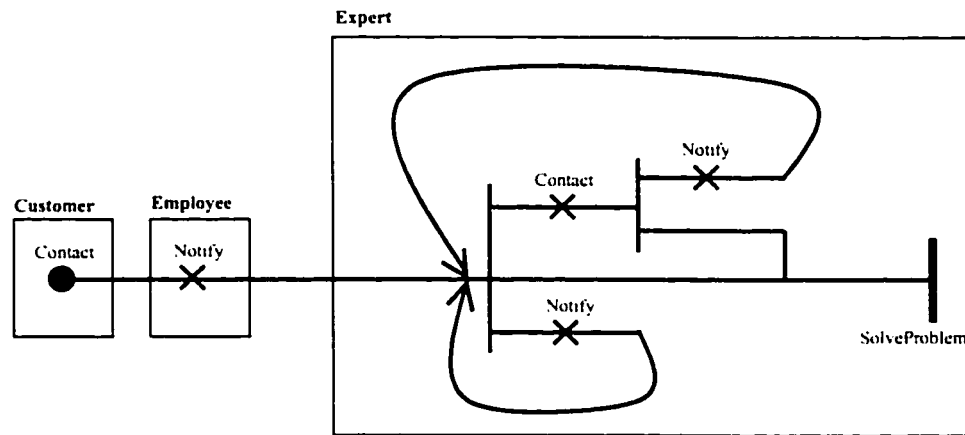 Expert
Notify
Contact
Customer
Employee
Contact
Notify
Notify
SolveProblem